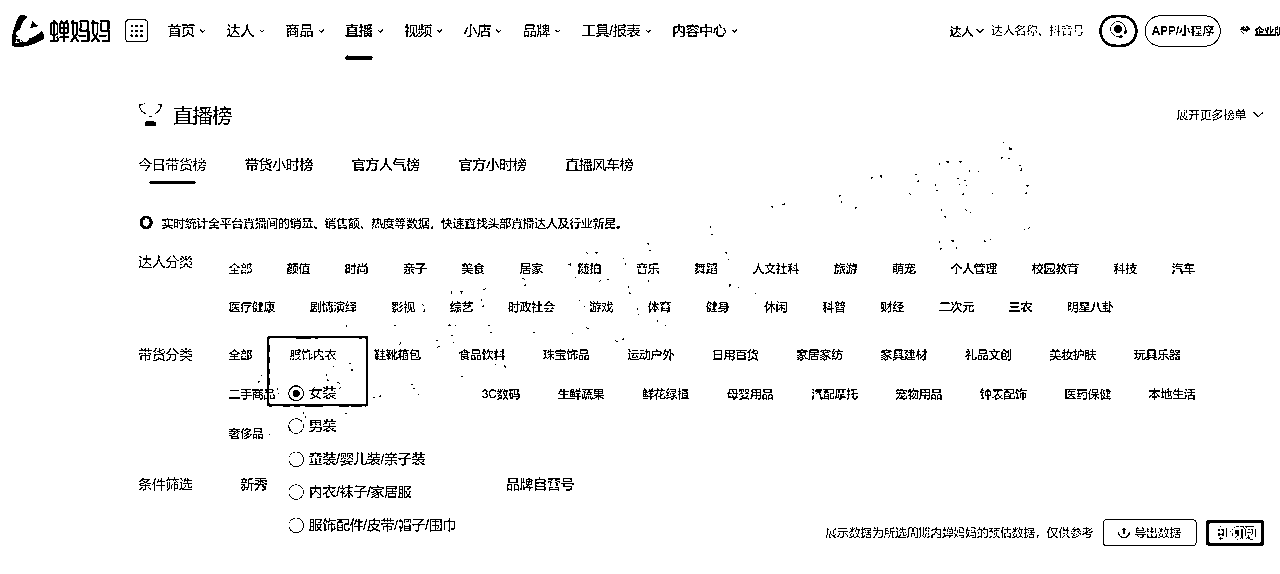 蝉妈妈 首页 达人 商品 直播 视频 小店 品牌 工具/报表 内容中心 达人 达人名称、抖音号 APP/小程序
直播榜 展开更多榜单
今日带货榜 带货小时榜 官方人气榜 官方小时榜 直播风车榜
实时统计全平台直播间的销量、销售额、热度等数据，快速查找头部直播达人及行业新星。
达人分类 全部 颜值 时尚 亲子 美食 居家 随拍 音乐 舞蹈 人文社科 旅游 萌宠 个人管理 校园教育 科技 汽车
医疗健康 剧情演绎 影视 综艺 时政社会 游戏 体育 健身 休闲 科普 财经 二次元 三农 明星八卦
带货分类 全部 服饰内衣 鞋靴箱包 食品饮料 珠宝饰品 运动户外 日用百货 家居家纺 家具建材 礼品文创 美妆护肤 玩具乐器
二手商品 女装 3C数码 生鲜蔬果 鲜花绿植 母婴用品 汽配摩托 宠物用品 钟表配饰 医药保健 本地生活
奢侈品 男装
童装/婴儿装/亲子装
条件筛选 新秀 品牌自营号
内衣/袜子/家居服
服饰配件/皮带/帽子/围巾
展示数据为所选周期内蝉妈妈的预估数据，仅供参考 导出数据